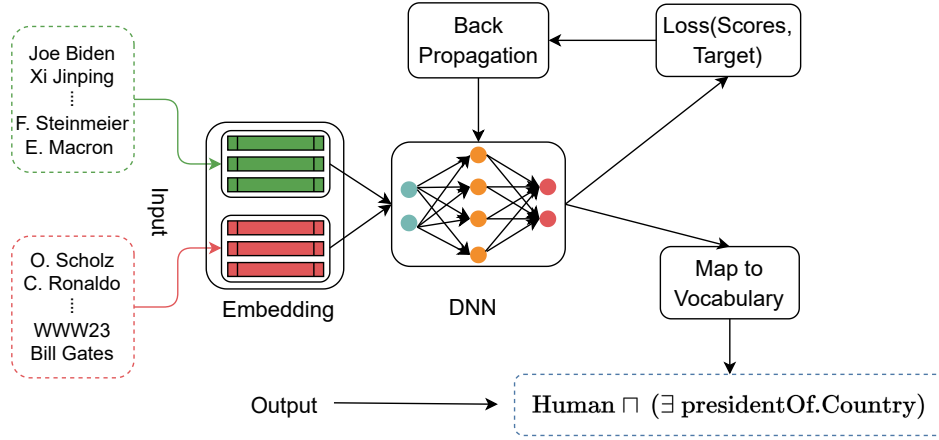 Joe Biden
Xi Jinping
⋮
F. Steinmeier
E. Macron
Input
O. Scholz
C. Ronaldo
⋮
WWW23
Bill Gates
Embedding
Back
Propagation
Loss(Scores,
Target)
DNN
Map to
Vocabulary
Output
Human ⊓ (∃ presidentOf.Country)